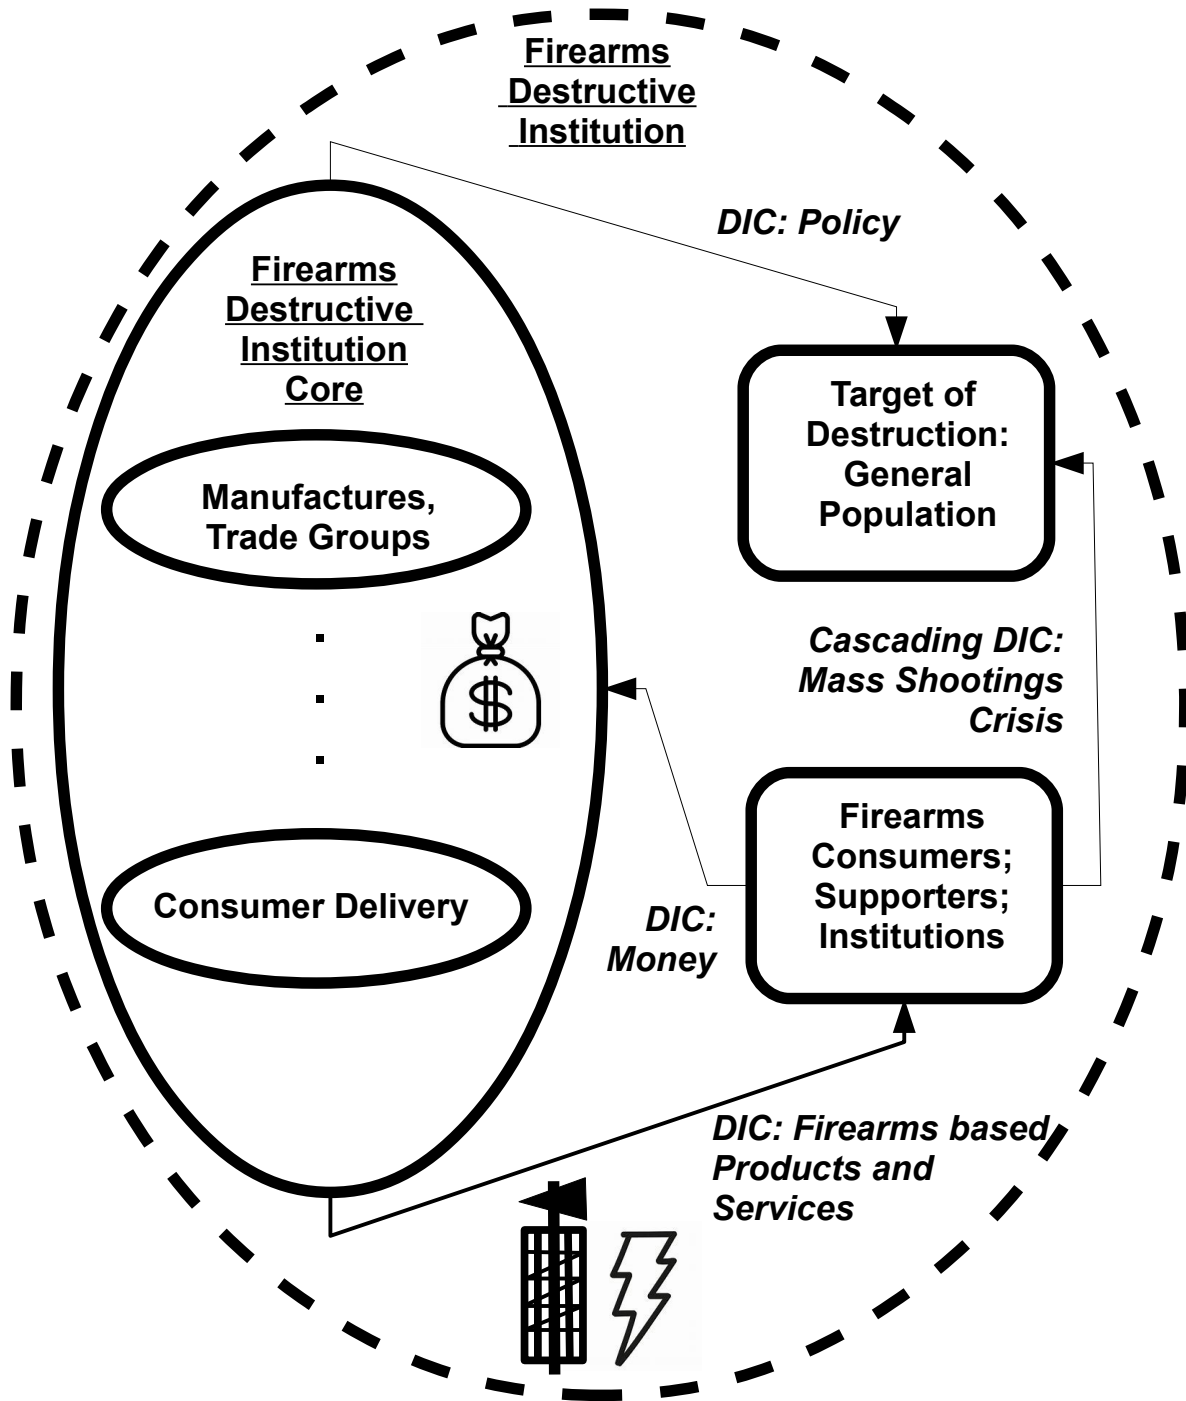 Firearms
Destructive
Institution
DIC: Policy
Firearms
Destructive
Institution
Core
Target of
Destruction:
General
Population
Manufactures,
Trade Groups
.
.
.
$
Cascading DIC:
Mass Shootings
Crisis
Firearms
Consumers;
Supporters;
Institutions
Consumer Delivery
DIC:
Money
DIC: Firearms based
Products and
Services